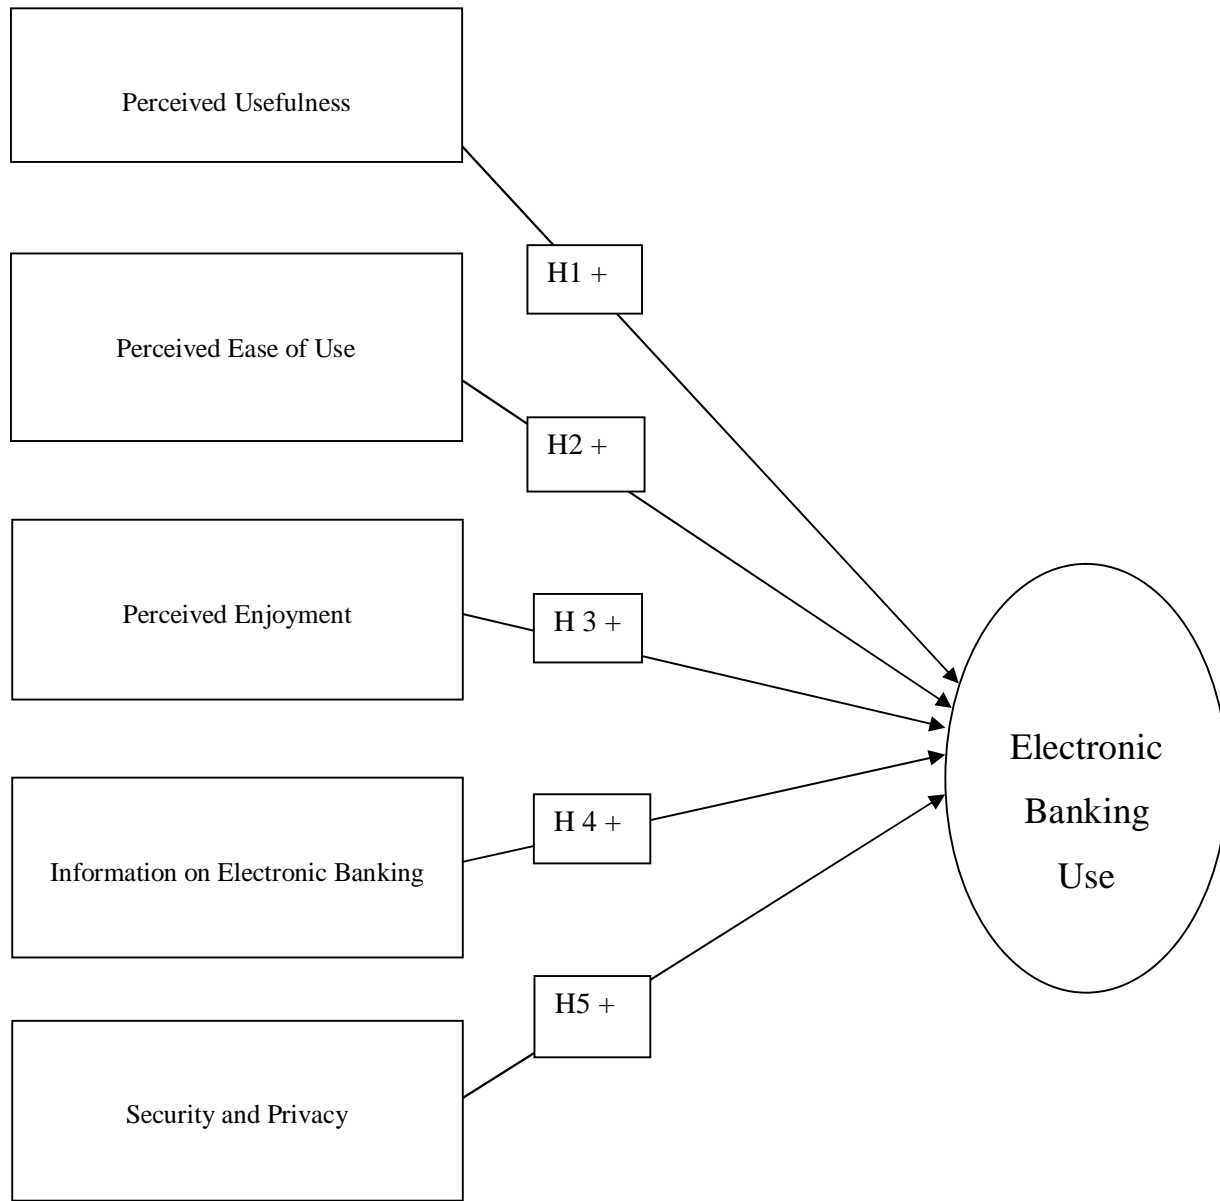 Perceived Usefulness
H1 +
Perceived Ease of Use
H2 +
Perceived Enjoyment
H 3 +
Information on Electronic Banking
H 4 +
Security and Privacy
H5 +
Electronic
Banking
Use